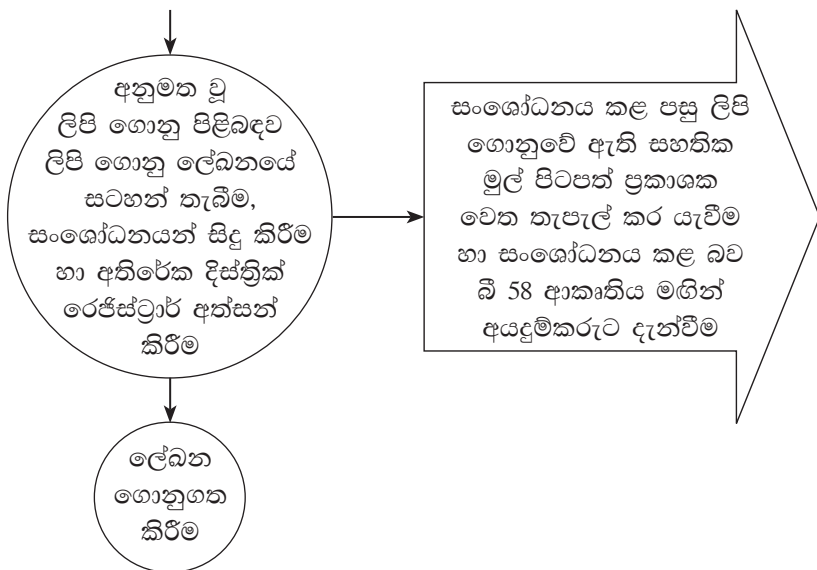 අනුමත වූ
ලිපි ගොනු පිළිබඳව
ලිපි ගොනු ලේඛනයේ
සටහන් තැබීම,
සංශෝධනයන් සිදු කිරීම
හා අතිරේක දිස්ත්‍රික්
රෙජිස්ට්‍රාර් අත්සන්
කිරීම
සංශෝධනය කළ පසු ලිපි
ගොනුවේ ඇති සහතික
මුල් පිටපත් ප්‍රකාශක
වෙත තැපැල් කර යැවීම
හා සංශෝධනය කළ බව
බී 58 ආකෘතිය මඟින්
අයදුම්කරුට දැන්වීම
ලේඛන
ගොනුගත
කිරීම